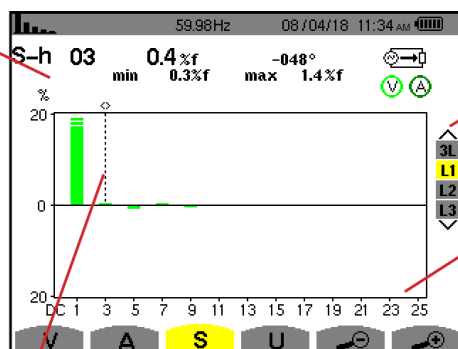 59.98Hz 08/04/18 11:34 AM
S-h 03 0.4 %f -048°
min 0.3%f max 1.4%f
V A
%
20
0
20
3L
L1
L2
L3
DC 1 3 5 7 9 11 13 15 17 19 21 23 25
V A S U